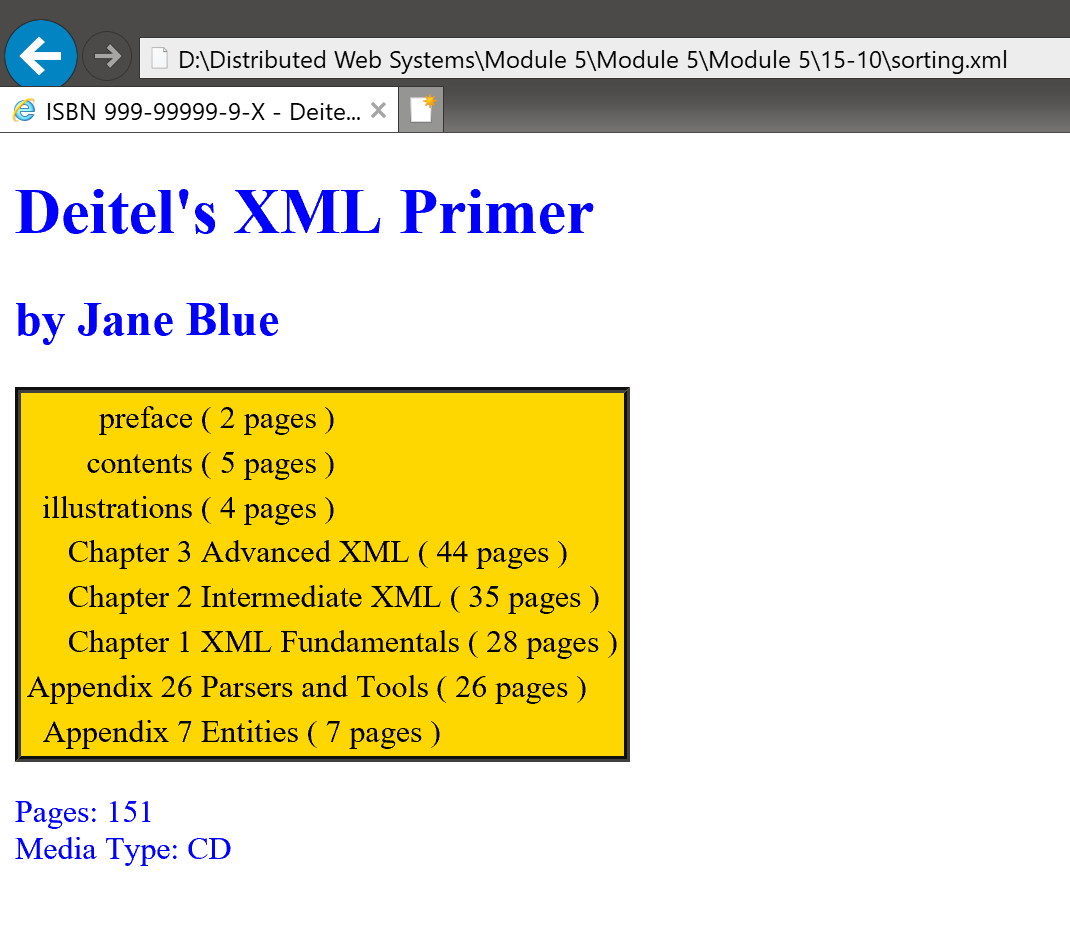 D:\Distributed Web Systems\Module 5\Module 5\Module 5\15-10\sorting.xml
ISBN 999-99999-9-X - Deite...
Deitel's XML Primer
by Jane Blue
preface ( 2 pages )
contents ( 5 pages )
illustrations ( 4 pages )
Chapter 3 Advanced XML ( 44 pages )
Chapter 2 Intermediate XML ( 35 pages )
Chapter 1 XML Fundamentals ( 28 pages )
Appendix 26 Parsers and Tools ( 26 pages )
Appendix 7 Entities ( 7 pages )
Pages: 151
Media Type: CD